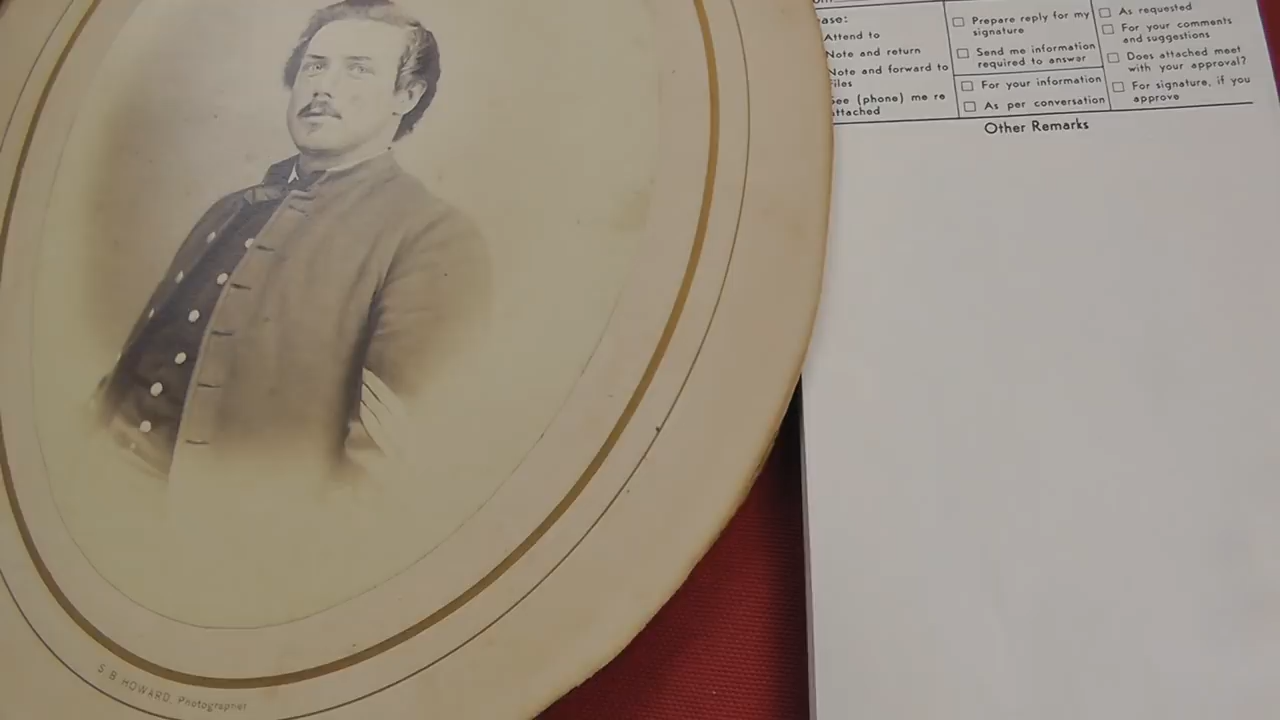 ase:
Attend to
Note and return
Note and forward to
Files
See (phone) me re
attached
Prepare reply for my
signature
Send me information
required to answer
For your information
As per conversation
As requested
For your comments
and suggestions
Does attached meet
with your approval?
For signature, if you
approve
Other Remarks
S. B. HOWARD, Photographer